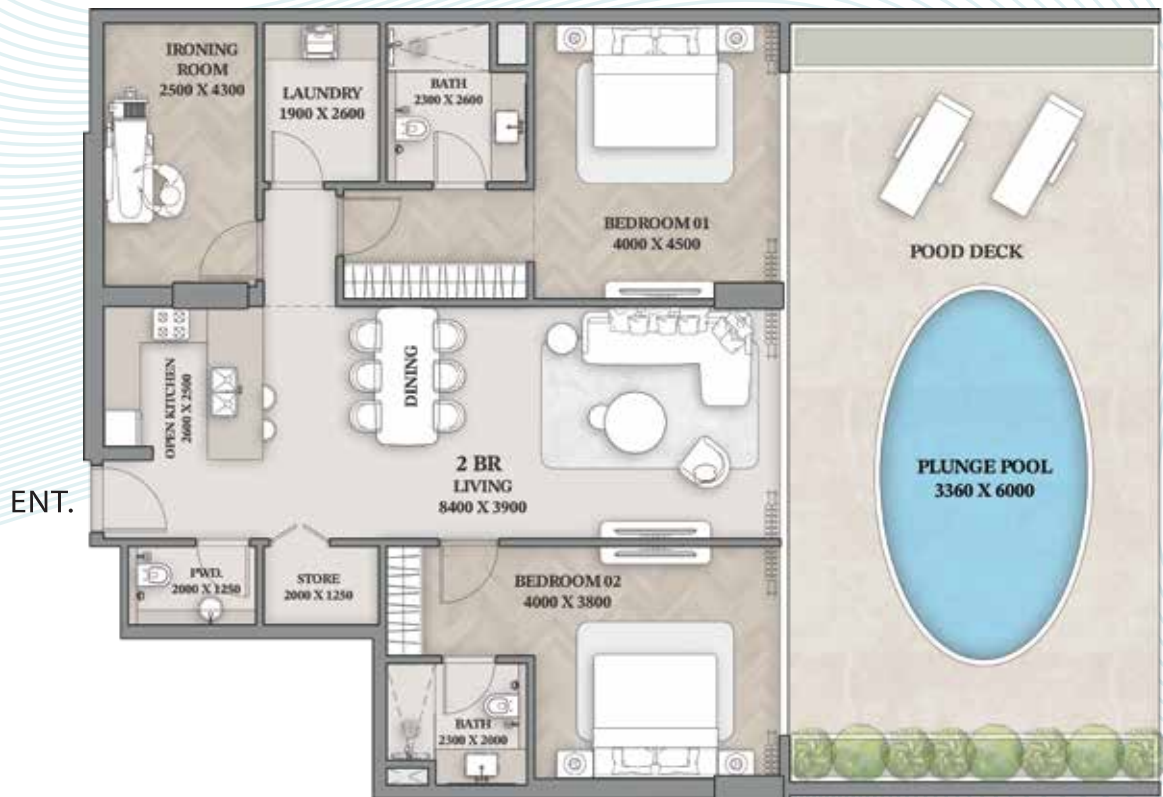 IRONING
ROOM
2500 X 4300
LAUNDRY
1900 X 2600
BATH
2300 X 2600
BEDROOM 01
4000 X 4500
POOD DECK
OPEN KITCHEN
2600 X 2500
DINING
2 BR
LIVING
8400 X 3900
PLUNGE POOL
3360 X 6000
ENT.
PWD.
2000 X 1250
STORE
2000 X 1250
BEDROOM 02
4000 X 3800
BATH
2300 X 2000